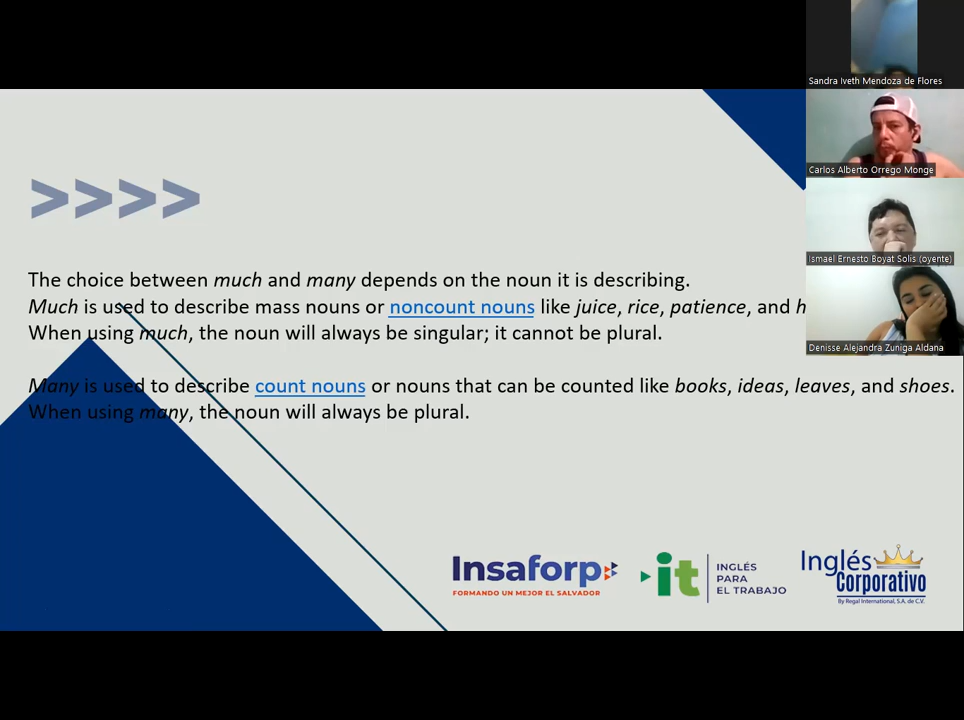 Sandra Iveth Mendoza de Flores
Carlos Alberto Orrego Monge
Ismael Ernesto Boyat Solis (oyente)
Denisse Alejandra Zuniga Aldana
>>>>
The choice between much and many depends on the noun it is describing.
Much is used to describe mass nouns or noncount nouns like juice, rice, patience, and
When using much, the noun will always be singular; it cannot be plural.
Many is used to describe count nouns or nouns that can be counted like books, ideas, leaves, and shoes.
When using many, the noun will always be plural.
Insaforp
FORMANDO UN MEJOR EL SALVADOR
it
INGLÉS
PARA
EL TRABAJO
Inglés
Corporativo
By Regal International, S.A. de C.V.